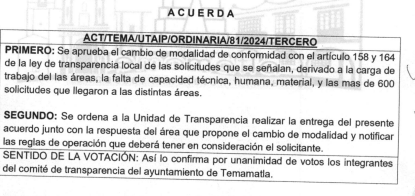 A C U E R D A
ACT/TEMA/UTAIP/ORDINARIA/81/2024/TERCERO
PRIMERO: Se aprueba el cambio de modalidad de conformidad con el artículo 158 y 164
de la ley de transparencia local de las solicitudes que se señalan, derivado a la carga de
trabajo del las áreas, la falta de capacidad técnica, humana, material, y las mas de 600
solicitudes que llegaron a las distintas áreas.
SEGUNDO: Se ordena a la Unidad de Transparencia realizar la entrega del presente
acuerdo junto con la respuesta del área que propone el cambio de modalidad y notificar
las reglas de operación que deberá tener en consideración el solicitante.
SENTIDO DE LA VOTACIÓN: Así lo confirma por unanimidad de votos los integrantes
del comité de transparencia del ayuntamiento de Temamatla.